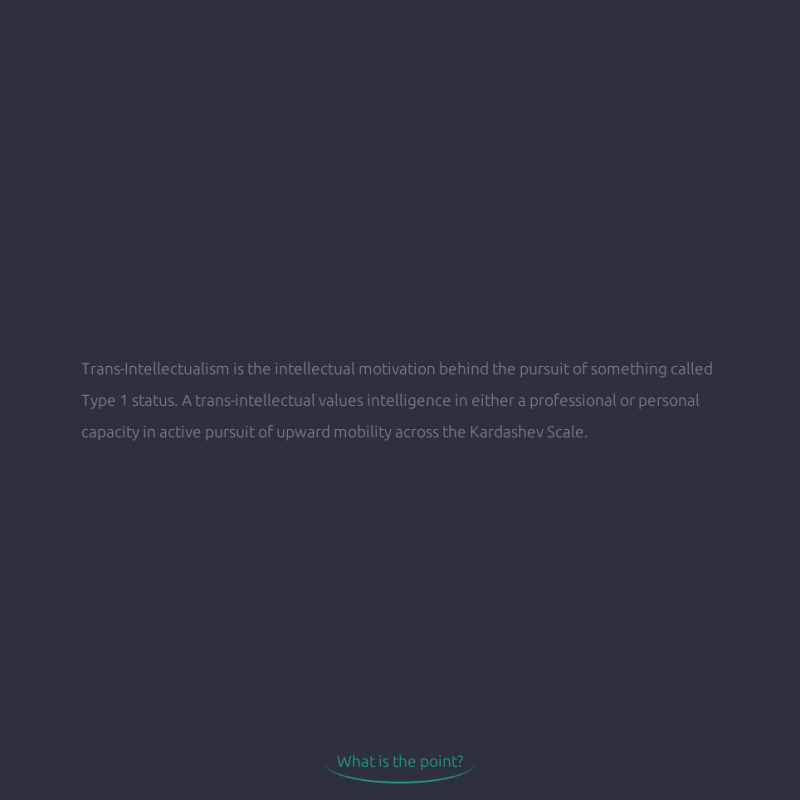 Trans-Intellectualism is the intellectual motivation behind the pursuit of something called
Type 1 status. A trans-intellectual values intelligence in either a professional or personal
capacity in active pursuit of upward mobility across the Kardashev Scale.
What is the point?